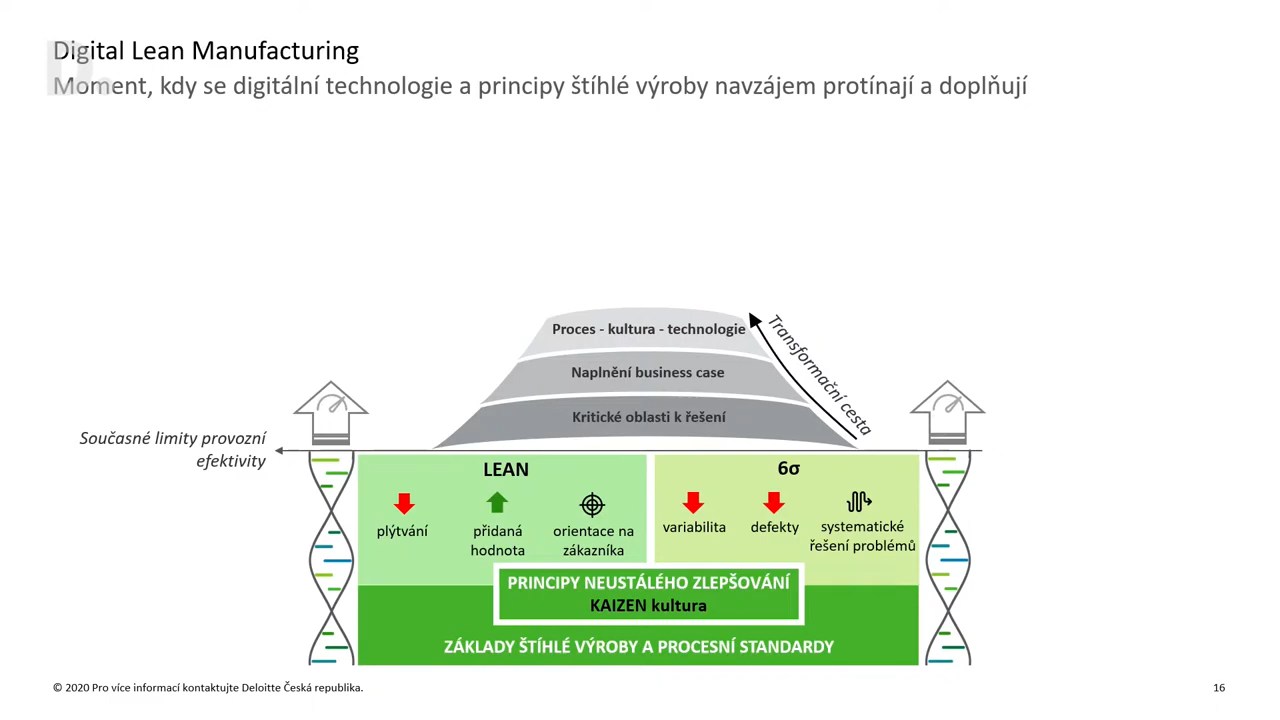 Digital Lean Manufacturing
Moment, kdy se digitální technologie a principy štíhlé výroby navzájem protínají a doplňují
Proces - kultura - technologie
Naplnění business case
Kritické oblasti k řešení
Transformační cesta
Současné limity provozní
efektivity
LEAN
plýtvání
přidaná
hodnota
orientace na
zákazníka
6σ
variabilita
defekty
systematické
řešení problémů
PRINCIPY NEUSTÁLÉHO ZLEPŠOVÁNÍ
KAIZEN kultura
ZÁKLADY ŠTÍHLÉ VÝROBY A PROCESNÍ STANDARDY
© 2020 Pro více informací kontaktujte Deloitte Česká republika.
16